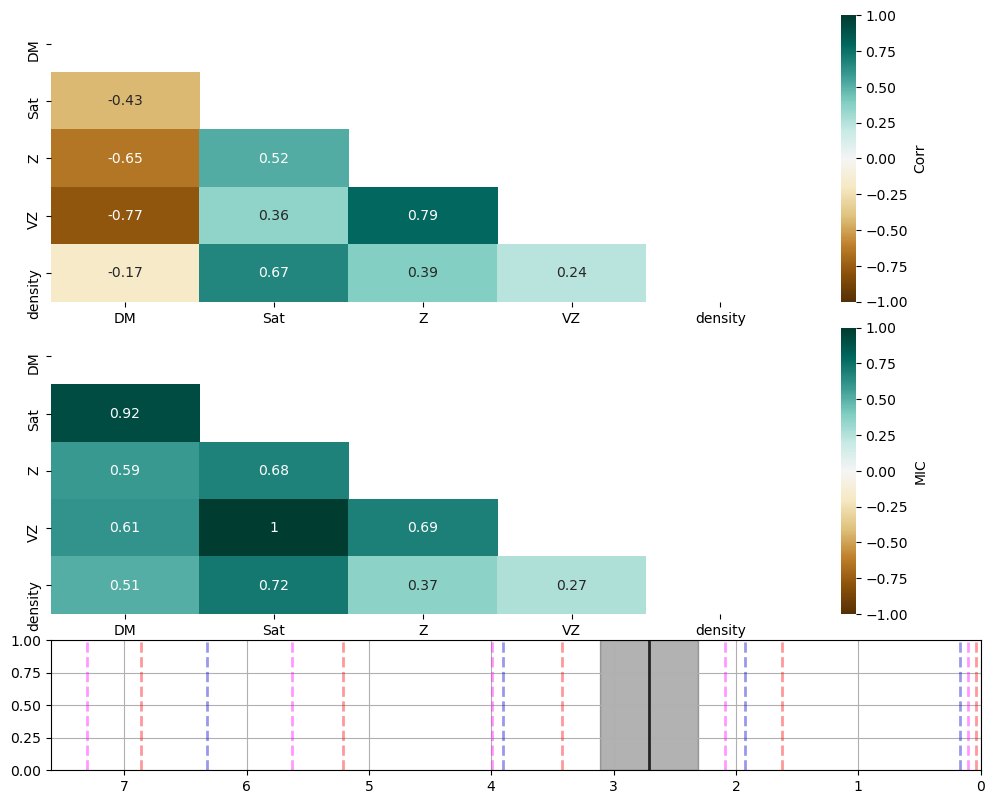 DM
Sat
Z
VZ
density
-0.43
-0.65 0.52
-0.77 0.36 0.79
-0.17 0.67 0.39 0.24
DM Sat Z VZ density
1.00
0.75
0.50
0.25
0.00
−0.25
−0.50
−0.75
−1.00
Corr
DM
Sat
Z
VZ
density
0.92
0.59 0.68
0.61 1 0.69
0.51 0.72 0.37 0.27
DM Sat Z VZ density
1.00
0.75
0.50
0.25
0.00
−0.25
−0.50
−0.75
−1.00
MIC
1.00
0.75
0.50
0.25
0.00
7 6 5 4 3 2 1 0